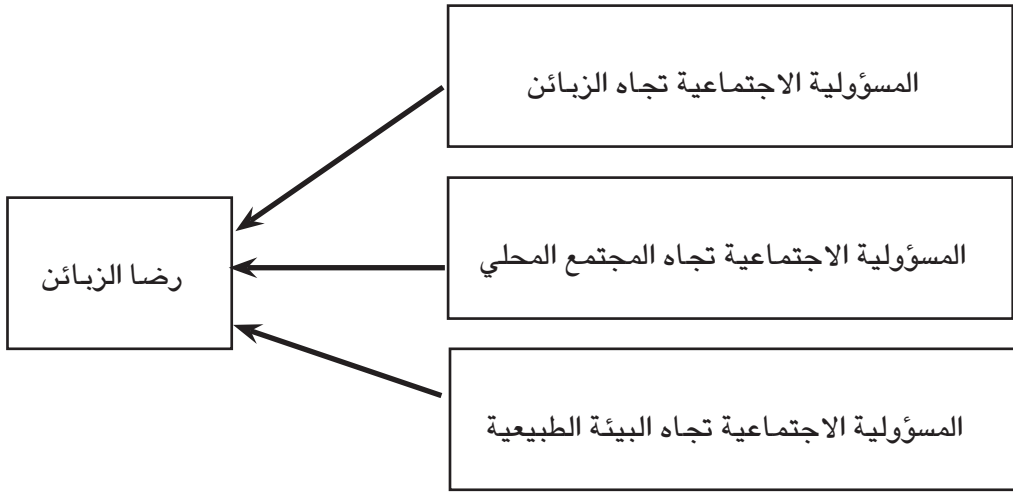 المسؤولية الاجتماعية تجاه الزبائن
المسؤولية الاجتماعية تجاه المجتمع المحلي
رضا الزبائن
المسؤولية الاجتماعية تجاه البيئة الطبيعية